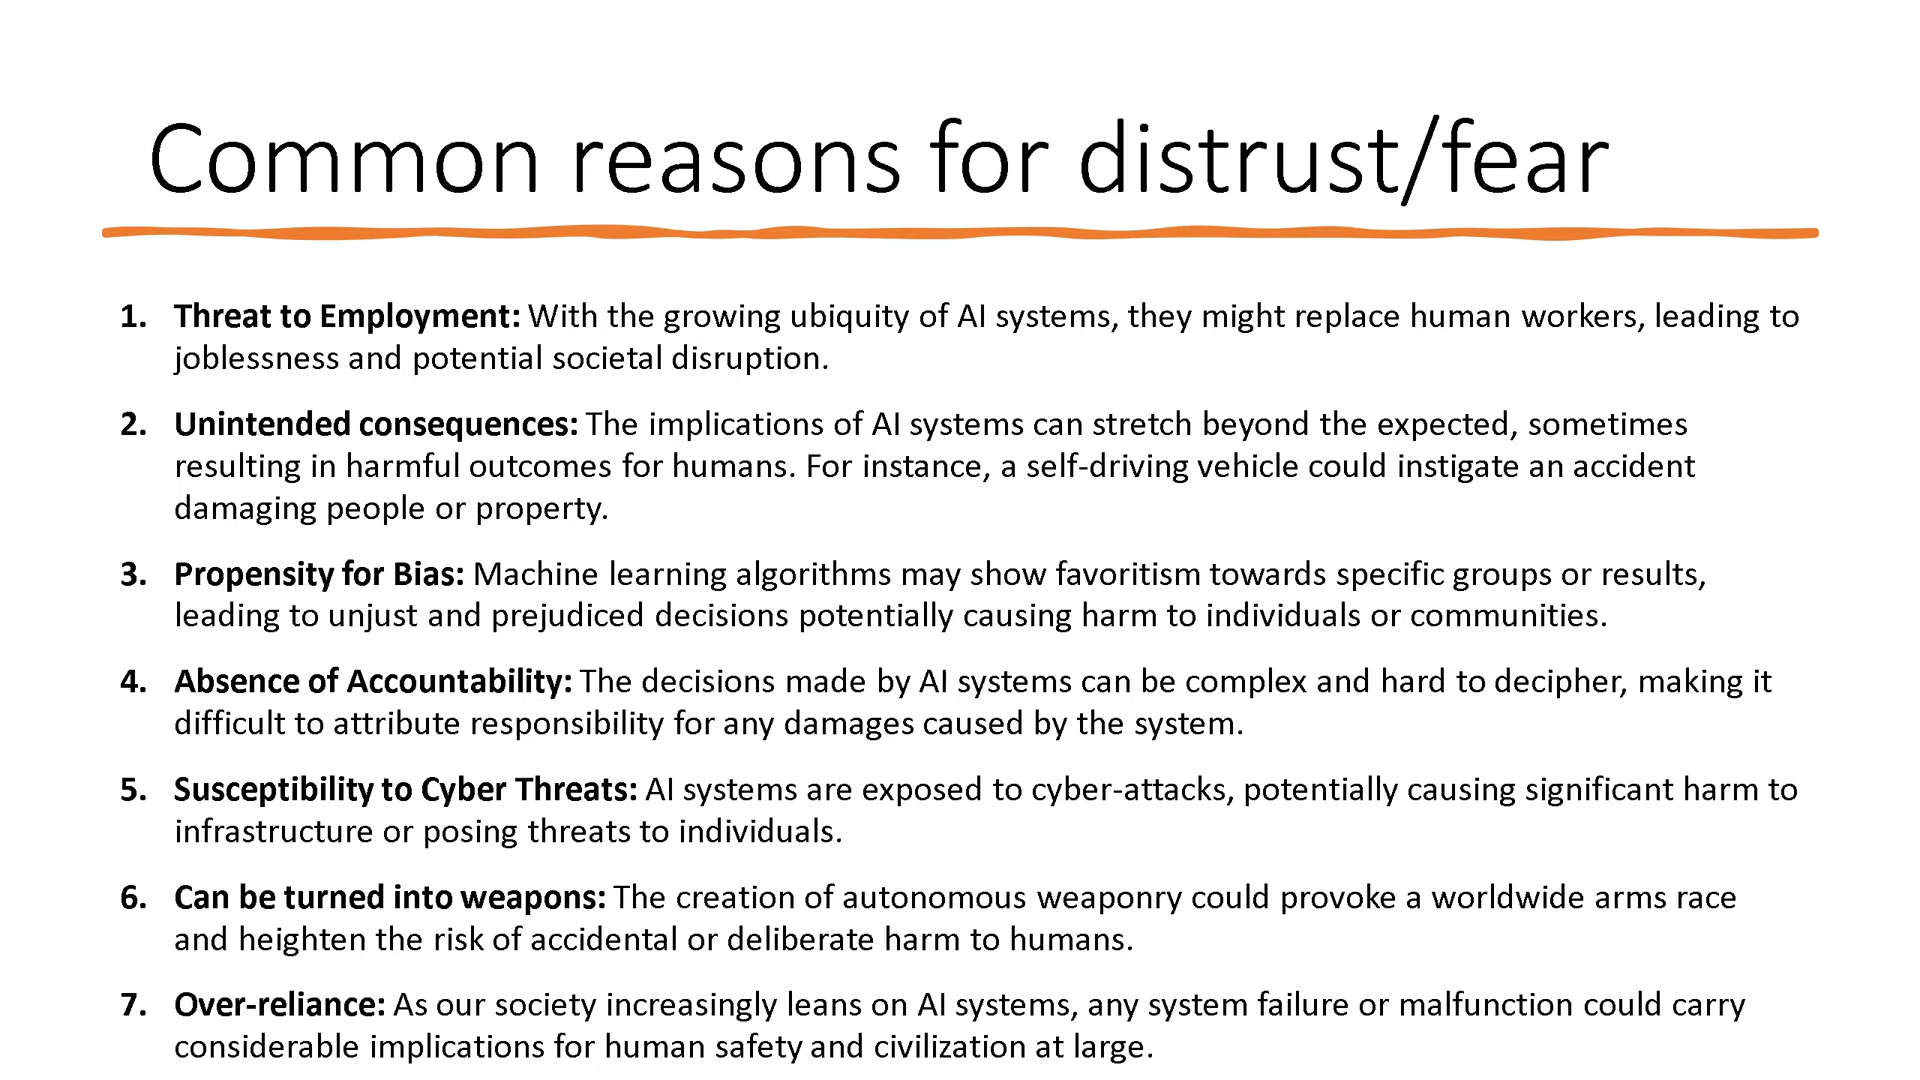 Common reasons for distrust/fear
1. Threat to Employment: With the growing ubiquity of AI systems, they might replace human workers, leading to
joblessness and potential societal disruption.
2. Unintended consequences: The implications of AI systems can stretch beyond the expected, sometimes
resulting in harmful outcomes for humans. For instance, a self-driving vehicle could instigate an accident
damaging people or property.
3. Propensity for Bias: Machine learning algorithms may show favoritism towards specific groups or results,
leading to unjust and prejudiced decisions potentially causing harm to individuals or communities.
4. Absence of Accountability: The decisions made by AI systems can be complex and hard to decipher, making it
difficult to attribute responsibility for any damages caused by the system.
5. Susceptibility to Cyber Threats: AI systems are exposed to cyber-attacks, potentially causing significant harm to
infrastructure or posing threats to individuals.
6. Can be turned into weapons: The creation of autonomous weaponry could provoke a worldwide arms race
and heighten the risk of accidental or deliberate harm to humans.
7. Over-reliance: As our society increasingly leans on AI systems, any system failure or malfunction could carry
considerable implications for human safety and civilization at large.